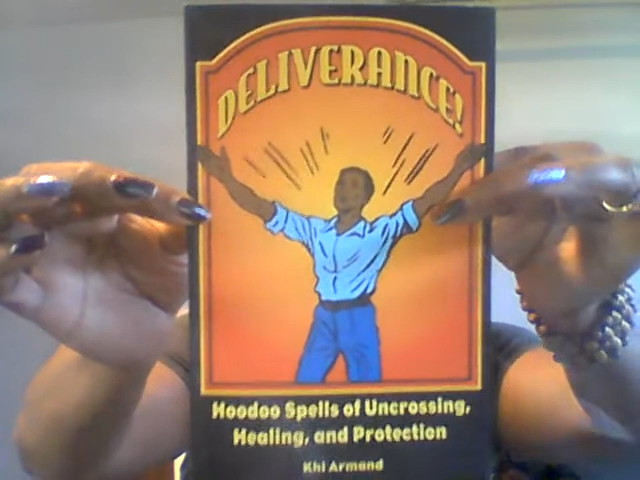 DELIVERANCE!
Hoodoo Spells of Uncrossing,
Healing, and Protection
Khi Armand